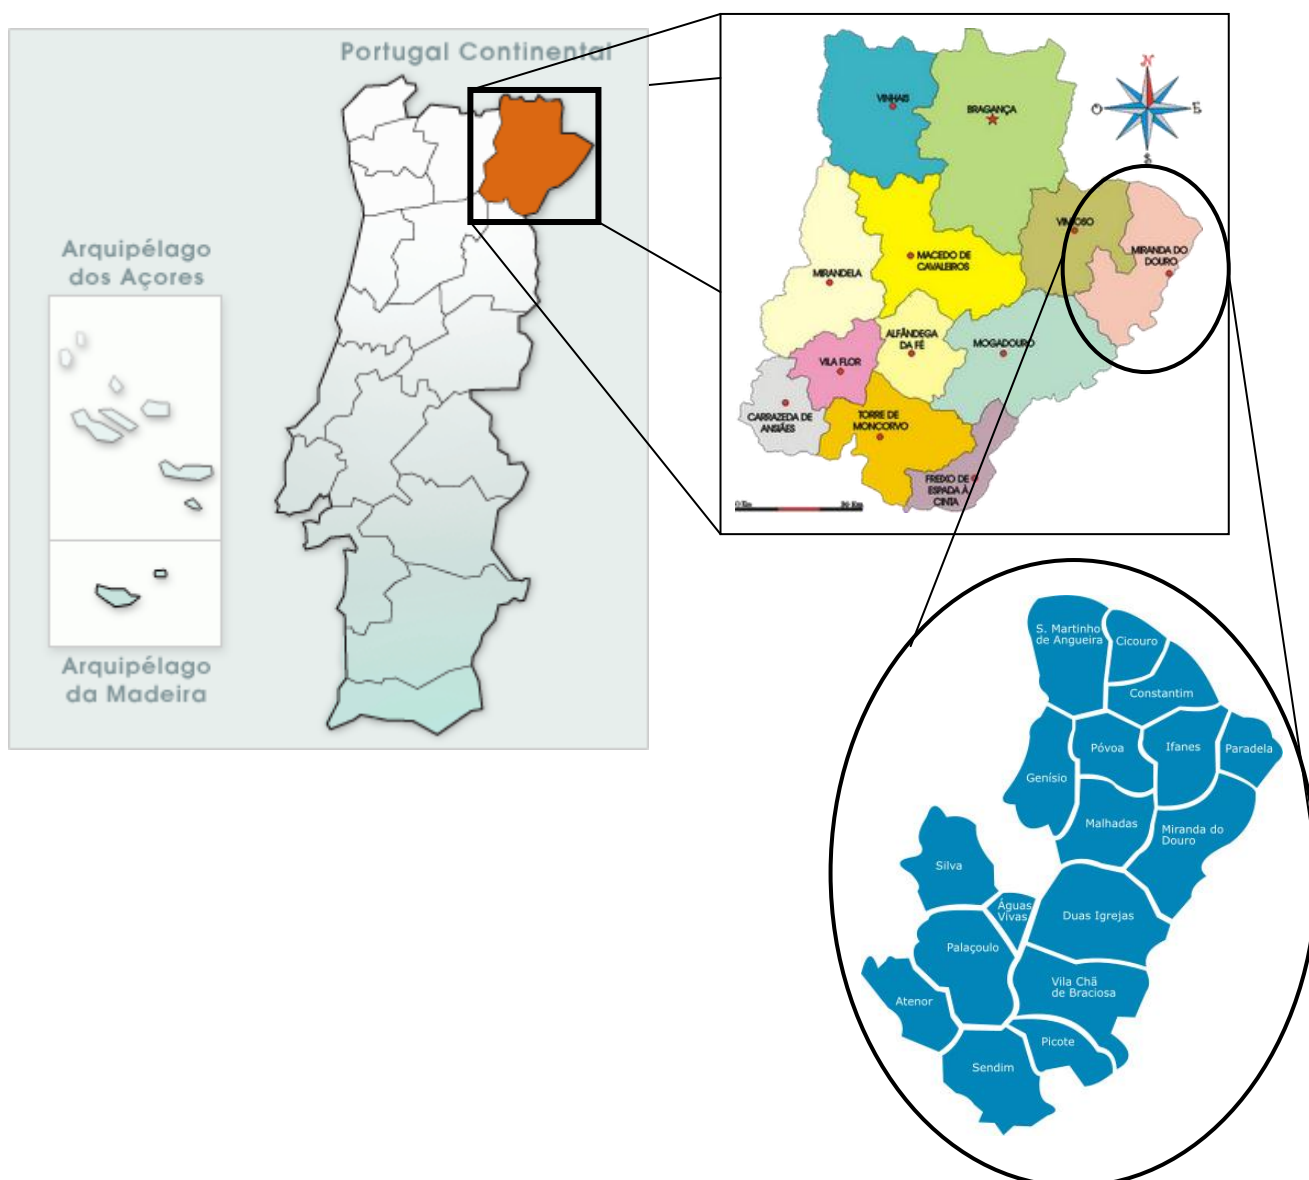 Portugal Continental
Arquipélago
dos Açores
Arquipélago
da Madeira
VINHAIS
BRAGANÇA
N
O
E
S
VIMIOSO
MIRANDA DO
DOURO
MACEDO DE
CAVALEIROS
MIRANDELA
ALFÂNDEGA
DA FÉ
MOGADOURO
VILA FLOR
CARRAZEDA DE
ANSIÃES
TORRE DE
MONCORVO
FREIXO DE
ESPADA À
CINTA
S. Martinho
de Angueira
Cicouro
Constantim
Póvoa
Ifanes
Paradela
Genísio
Malhadas
Miranda do
Douro
Silva
Águas
Vivas
Duas Igrejas
Palaçoulo
Vila Chã
de Braciosa
Atenor
Picote
Sendim